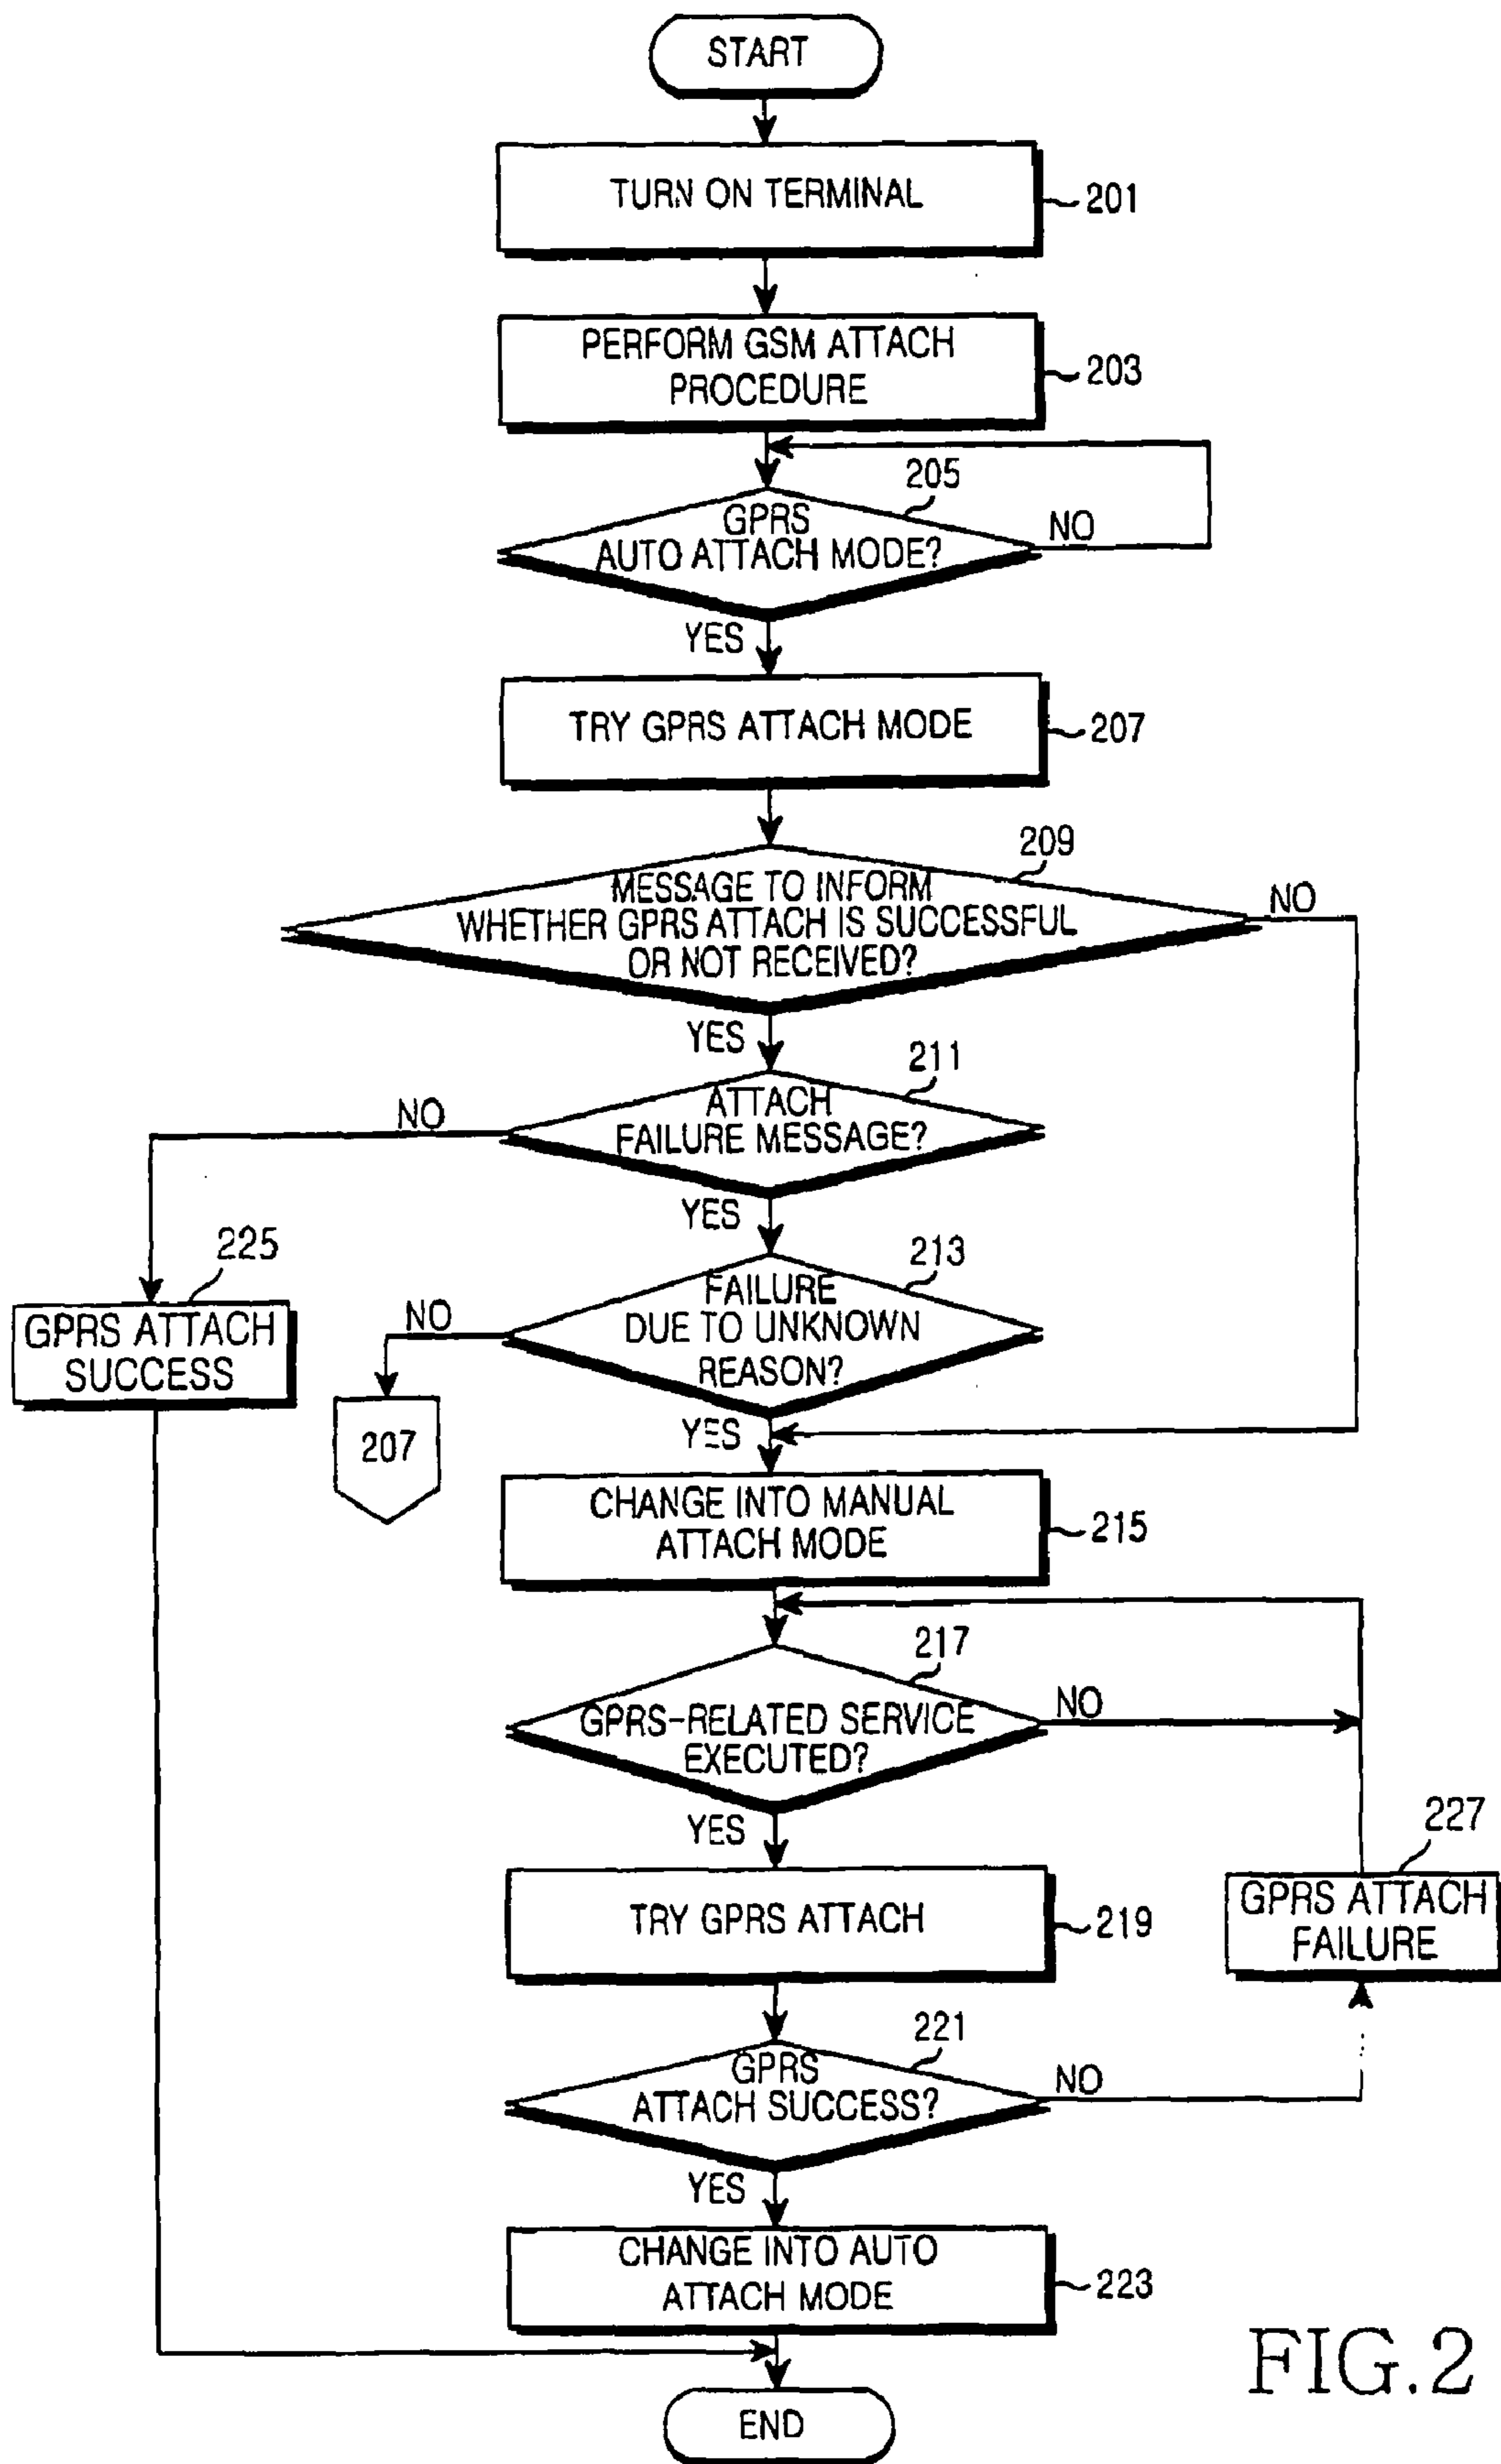 START
TURN ON TERMINAL
201
PERFORM GSM ATTACH
PROCEDURE
203
205
GPRS
AUTO ATTACH MODE?
NO
YES
TRY GPRS ATTACH MODE
207
209
MESSAGE TO INFORM
WHETHER GPRS ATTACH IS SUCCESSFUL
OR NOT RECEIVED?
NO
YES
211
ATTACH
FAILURE MESSAGE?
NO
YES
225
GPRS ATTACH
SUCCESS
213
FAILURE
DUE TO UNKNOWN
REASON?
NO
207
YES
CHANGE INTO MANUAL
ATTACH MODE
215
217
GPRS-RELATED SERVICE
EXECUTED?
NO
YES
227
GPRS ATTACH
FAILURE
TRY GPRS ATTACH
219
221
GPRS
ATTACH SUCCESS?
NO
YES
CHANGE INTO AUTO
ATTACH MODE
223
END
FIG.2